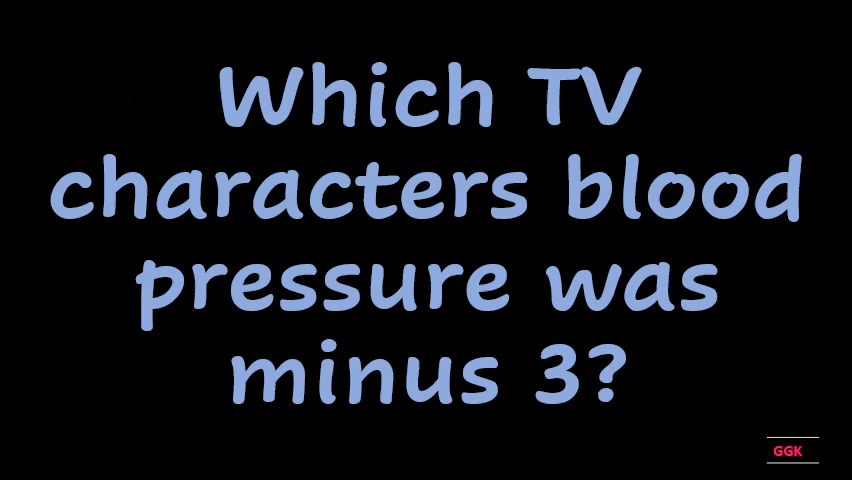 Which TV
characters blood
pressure was
minus 3?
GGK